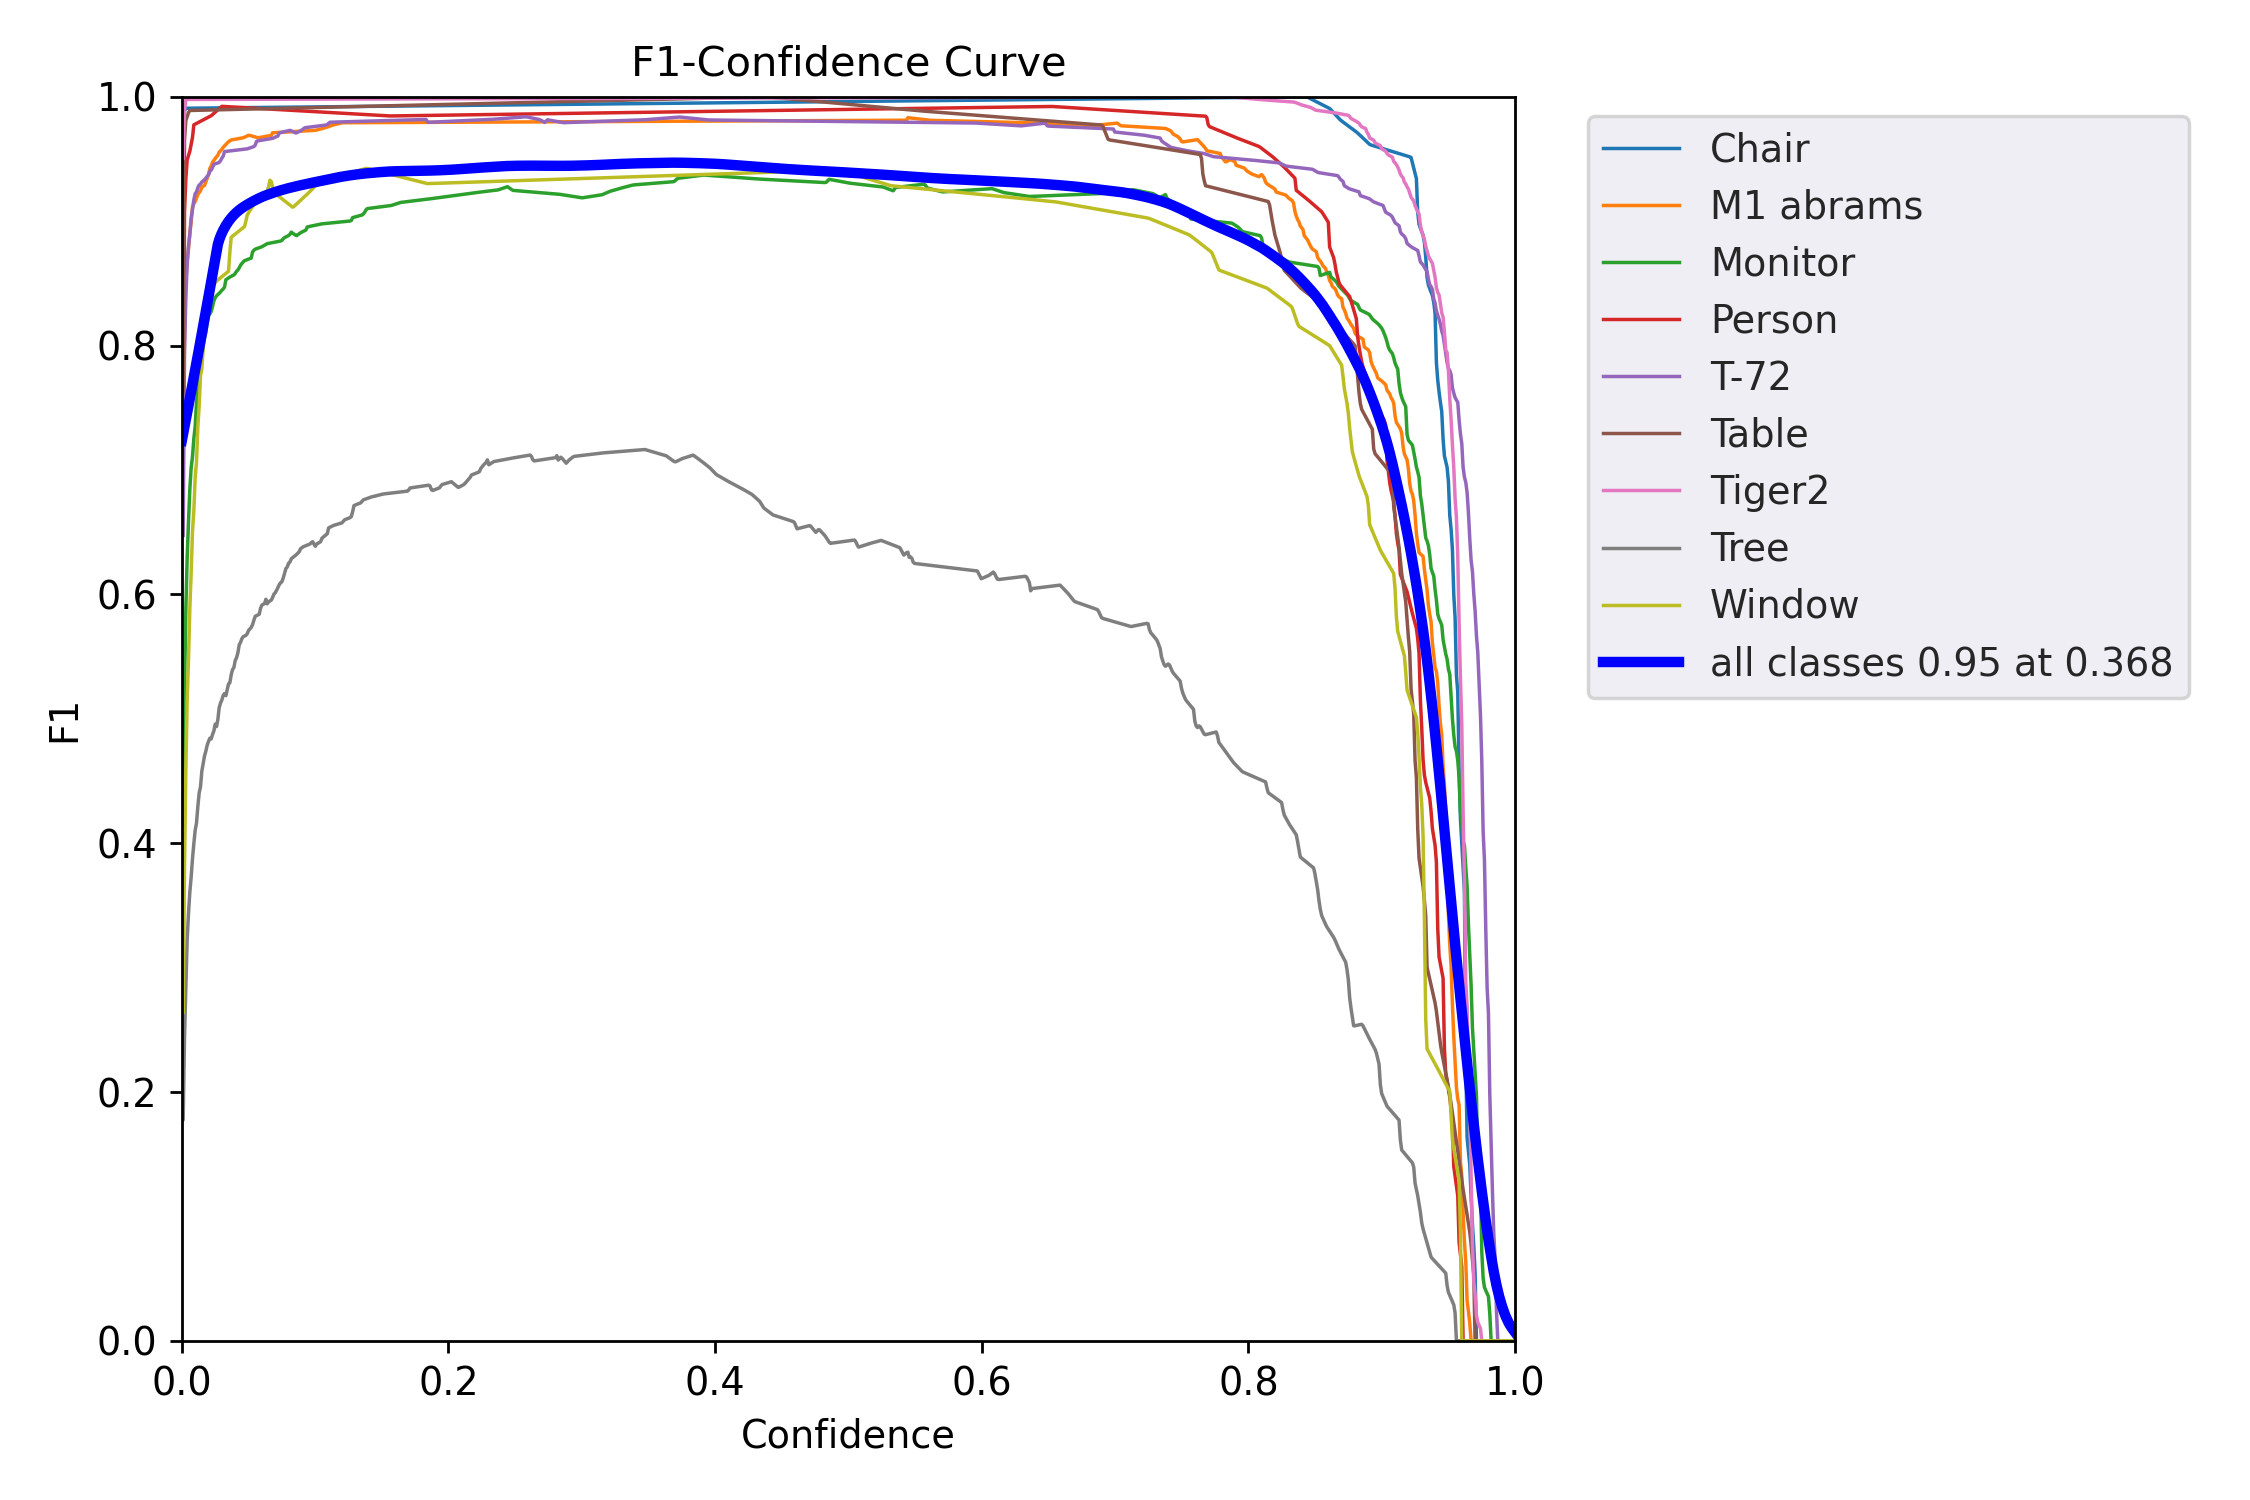 F1-Confidence Curve
1.0
0.8
0.6
0.4
0.2
0.0
F1
0.0 0.2 0.4 0.6 0.8 1.0
Confidence
Chair
M1 abrams
Monitor
Person
T-72
Table
Tiger2
Tree
Window
all classes 0.95 at 0.368